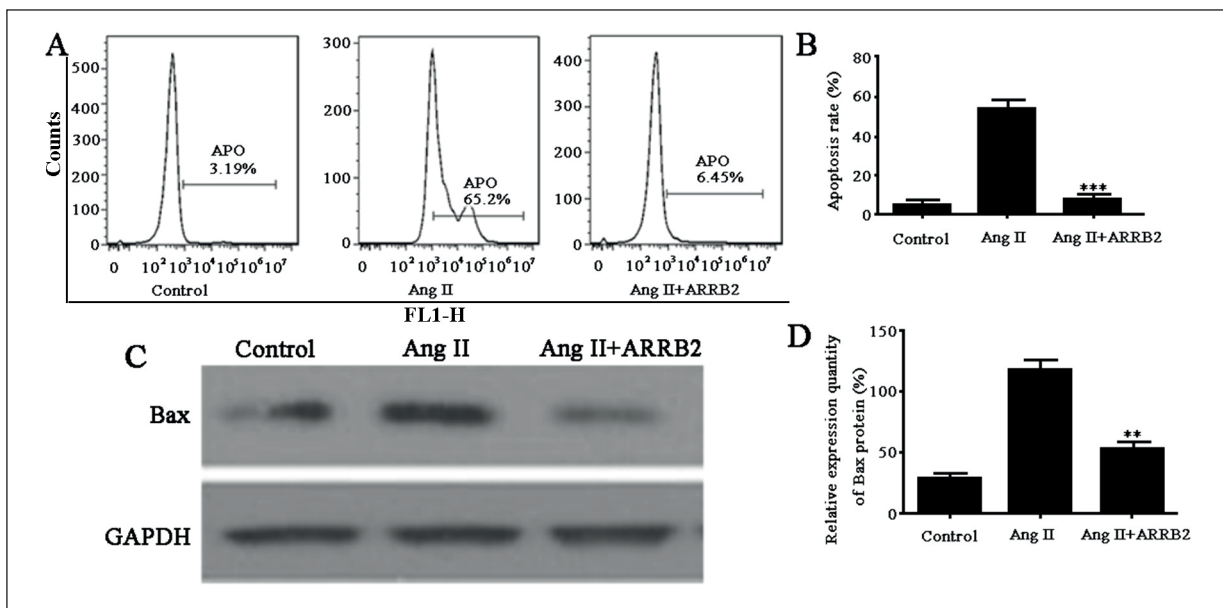 A
Counts
500
400
300
200
100
0
APO
3.19%
0 10² 10³ 10⁴ 10⁵ 10⁶ 10⁷
Control
300
200
100
0
APO
65.2%
0 10² 10³ 10⁴ 10⁵ 10⁶ 10⁷
Ang II
400
300
200
100
0
APO
6.45%
0 10² 10³ 10⁴ 10⁵ 10⁶ 10⁷
Ang II+ARRB2
FL1-H
B
Apoptosis rate (%)
80
60
40
20
0
***
Control Ang II Ang II+ARRB2
C
Control Ang II Ang II+ARRB2
Bax
GAPDH
D
Relative expression quantity
of Bax protein (%)
150
100
50
0
**
Control Ang II Ang II+ARRB2